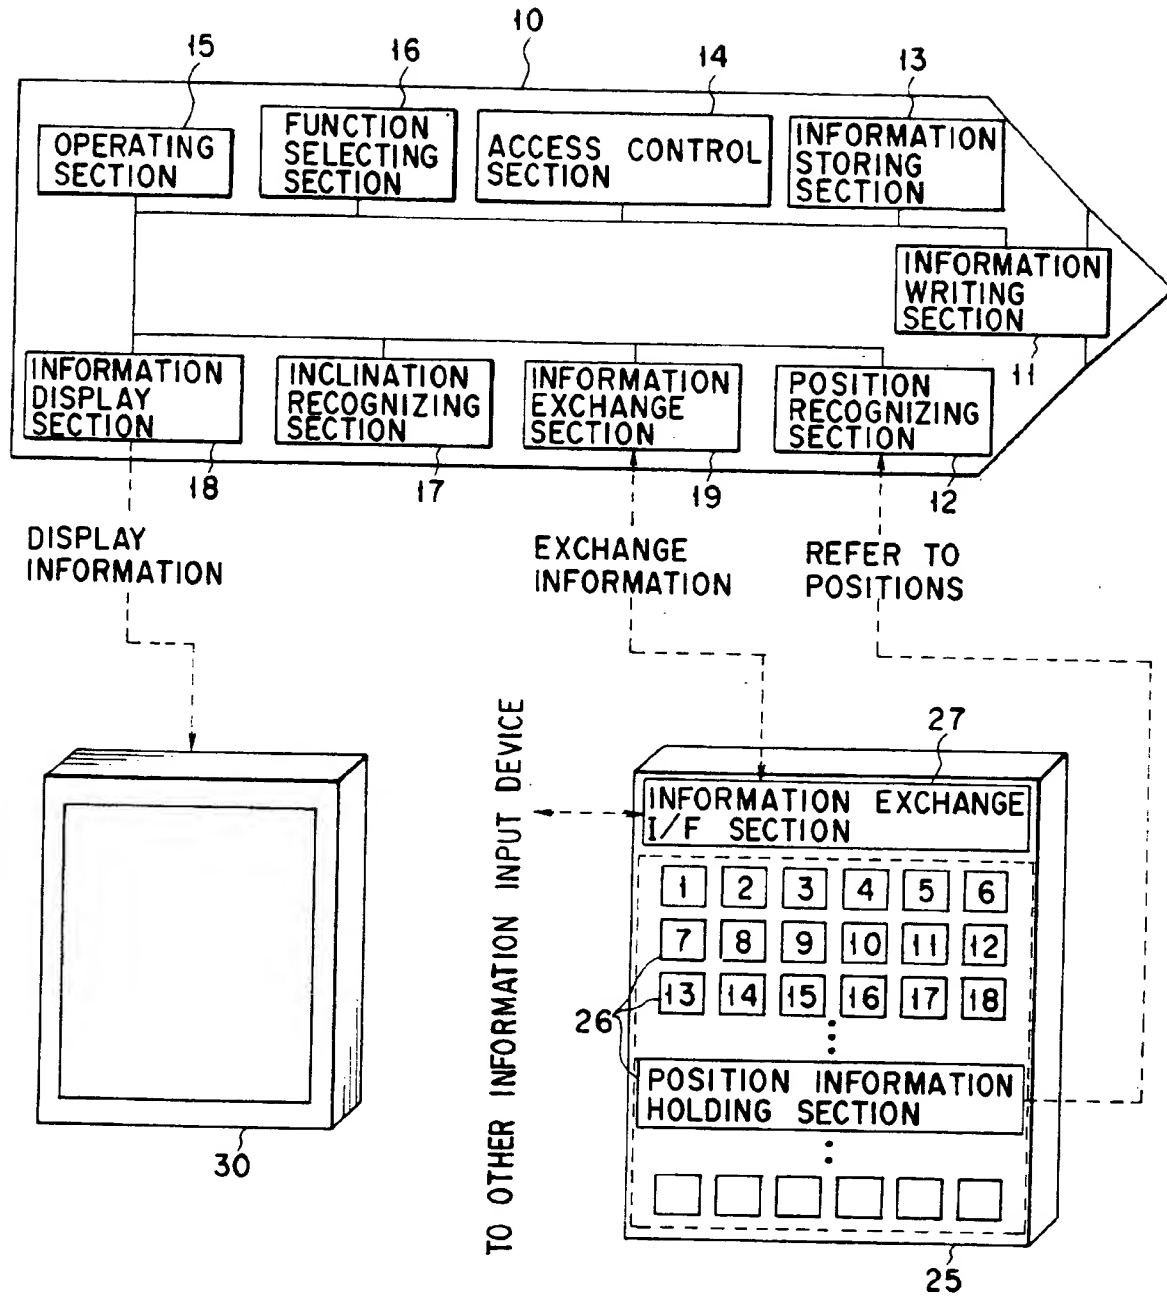 10
15
16
14
13
OPERATING
SECTION
FUNCTION
SELECTING
SECTION
ACCESS CONTROL
SECTION
INFORMATION
STORING
SECTION
INFORMATION
WRITING
SECTION
11
INFORMATION
DISPLAY
SECTION
INCLINATION
RECOGNIZING
SECTION
INFORMATION
EXCHANGE
SECTION
POSITION
RECOGNIZING
SECTION
18
17
19
12
DISPLAY
INFORMATION
EXCHANGE
INFORMATION
REFER TO
POSITIONS
30
TO OTHER INFORMATION INPUT DEVICE
27
INFORMATION EXCHANGE
I/F SECTION
1 2 3 4 5 6
7 8 9 10 11 12
13 14 15 16 17 18
26
POSITION INFORMATION
HOLDING SECTION
25